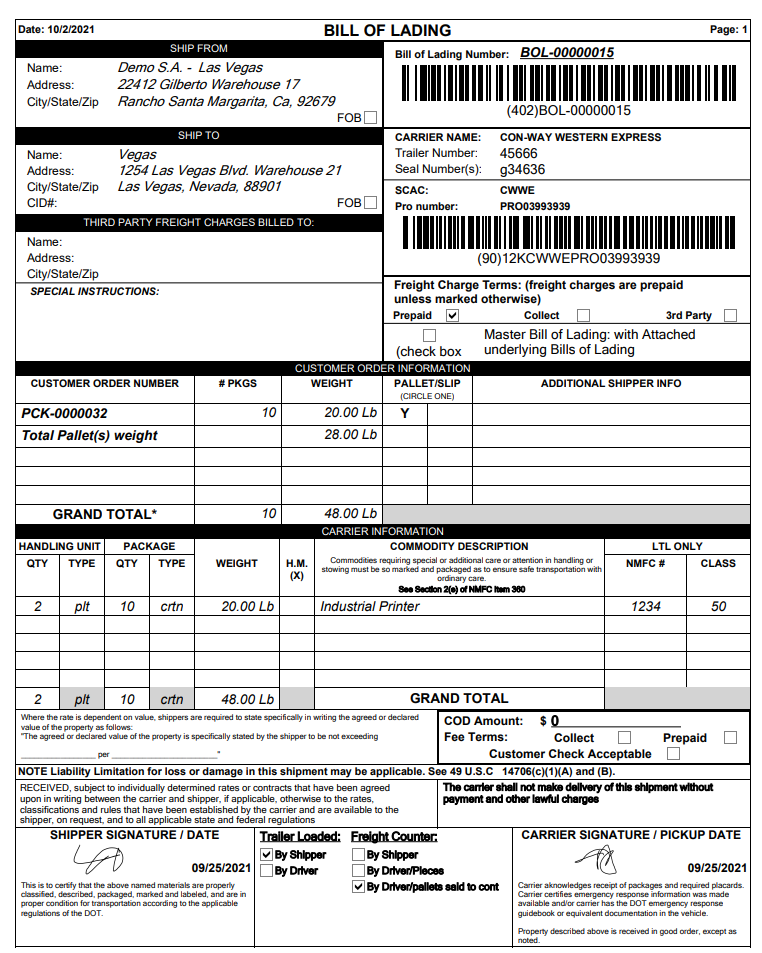 Date: 10/2/2021
BILL OF LADING
Page: 1
SHIP FROM
Name: Demo S.A. - Las Vegas
Address: 22412 Gilberto Warehouse 17
City/State/Zip Rancho Santa Margarita, Ca, 92679
FOB
SHIP TO
Name: Vegas
Address: 1254 Las Vegas Blvd. Warehouse 21
City/State/Zip Las Vegas, Nevada, 88901
CID#: FOB
THIRD PARTY FREIGHT CHARGES BILLED TO:
Name:
Address:
City/State/Zip
SPECIAL INSTRUCTIONS:
Bill of Lading Number: BOL-00000015
(402)BOL-00000015
CARRIER NAME: CON-WAY WESTERN EXPRESS
Trailer Number: 45666
Seal Number(s): g34636
SCAC: CWWE
Pro number: PRO03993939
(90)12KCWWEPRO03993939
Freight Charge Terms: (freight charges are prepaid
unless marked otherwise)
Prepaid Collect 3rd Party
(check box
Master Bill of Lading: with Attached
underlying Bills of Lading
CUSTOMER ORDER INFORMATION
CUSTOMER ORDER NUMBER # PKGS WEIGHT PALLET/SLIP ADDITIONAL SHIPPER INFO
(CIRCLE ONE)
PCK-0000032 10 20.00 Lb Y
Total Pallet(s) weight 28.00 Lb
GRAND TOTAL* 10 48.00 Lb
CARRIER INFORMATION
HANDLING UNIT PACKAGE COMMODITY DESCRIPTION LTL ONLY
QTY TYPE QTY TYPE WEIGHT H.M.
(X)
Commodities requiring special or additional care or attention in handling or
stowing must be so marked and packaged as to ensure safe transportation with
ordinary care.
See Section 2(e) of NMFC Item 360
NMFC # CLASS
2 plt 10 crtn 20.00 Lb Industrial Printer 1234 50
2 plt 10 crtn 48.00 Lb GRAND TOTAL
Where the rate is dependent on value, shippers are required to state specifically in writing the agreed or declared
value of the property as follows:
"The agreed or declared value of the property is specifically stated by the shipper to be not exceeding
__________________ per _________________________"
COD Amount: $ 0
Fee Terms: Collect Prepaid
Customer Check Acceptable
NOTE Liability Limitation for loss or damage in this shipment may be applicable. See 49 U.S.C 14706(c)(1)(A) and (B).
RECEIVED, subject to individually determined rates or contracts that have been agreed
upon in writing between the carrier and shipper, if applicable, otherwise to the rates,
classifications and rules that have been established by the carrier and are available to the
shipper, on request, and to all applicable state and federal regulations
The carrier shall not make delivery of this shipment without
payment and other lawful charges
SHIPPER SIGNATURE / DATE
09/25/2021
This is to certify that the above named materials are properly
classified, described, packaged, marked and labeled, and are in
proper condition for transportation according to the applicable
regulations of the DOT.
Trailer Loaded:
By Shipper
By Driver
Freight Counter:
By Shipper
By Driver/Pieces
By Driver/pallets said to cont
CARRIER SIGNATURE / PICKUP DATE
09/25/2021
Carrier aknowledges receipt of packages and required placards.
Carrier certifies emergency response information was made
available and/or carrier has the DOT emergency response
guidebook or equivalent documentation in the vehicle.
Property described above is received in good order, except as
noted.